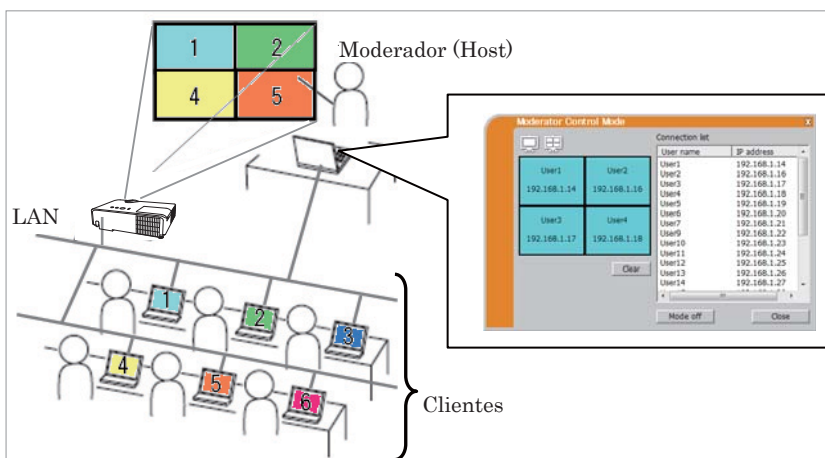 1
2
4
5
Moderador (Host)
LAN
1
2
3
4
5
6
Clientes
Moderator Control Mode
X
User1
192.168.1.14
User2
192.168.1.16
User3
192.168.1.17
User4
192.168.1.18
Clear
Connection list
User name IP address
User1 192.168.1.14
User2 192.168.1.16
User3 192.168.1.17
User4 192.168.1.18
User5 192.168.1.19
User6 192.168.1.20
User7 192.168.1.21
User9 192.168.1.22
User10 192.168.1.23
User11 192.168.1.24
User12 192.168.1.25
User13 192.168.1.26
User14 192.168.1.27
Mode off
Close